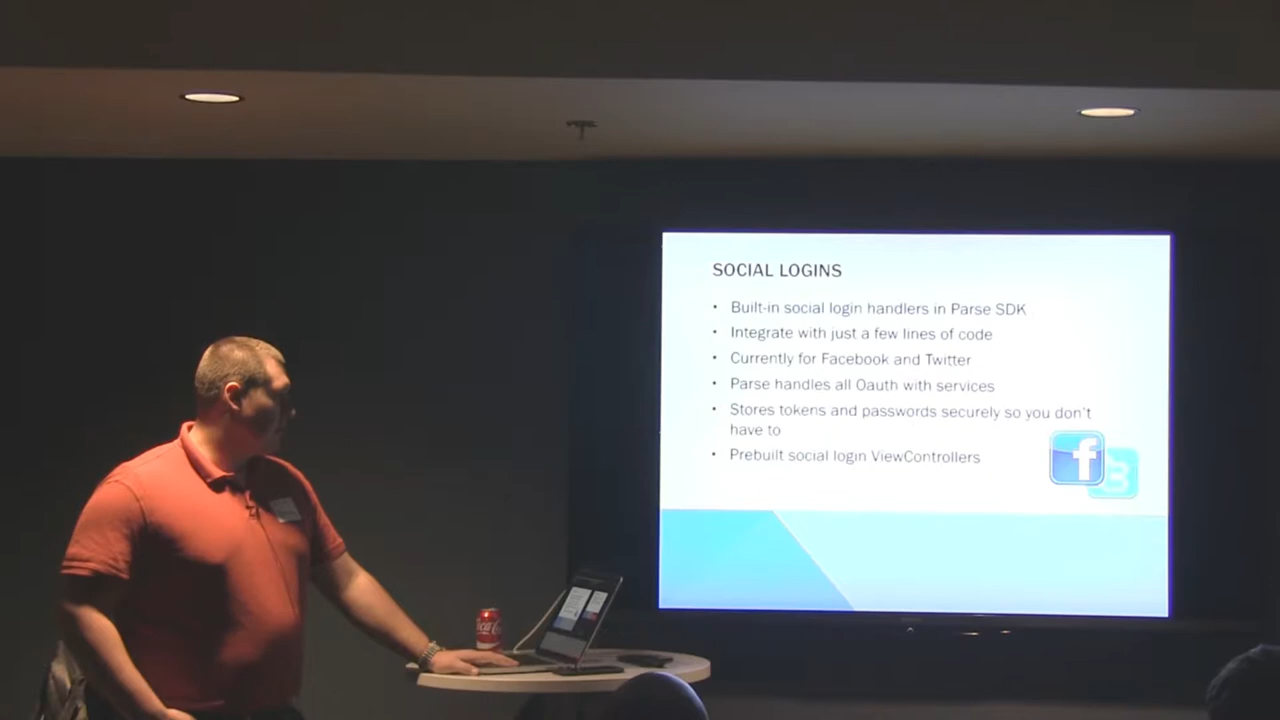 SOCIAL LOGINS
• Built-in social login handlers in Parse SDK
• Integrate with just a few lines of code
• Currently for Facebook and Twitter
• Parse handles all Oauth with services
• Stores tokens and passwords securely so you don't
have to
• Prebuilt social login ViewControllers
f
t